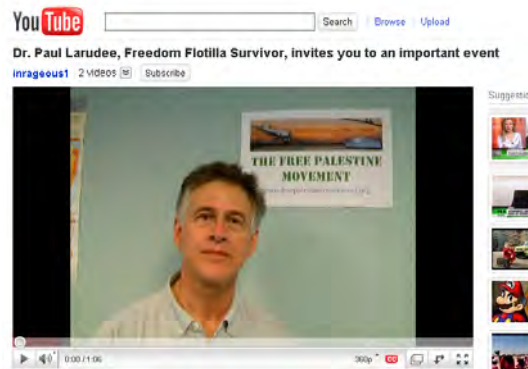 YouTube
Search Browse Upload
Dr. Paul Larudee, Freedom Flotilla Survivor, invites you to an important event
inrageous1 2 videos Subscribe
Suggestio
THE FREE PALESTINE
MOVEMENT
0:00 / 1:06 360p CC